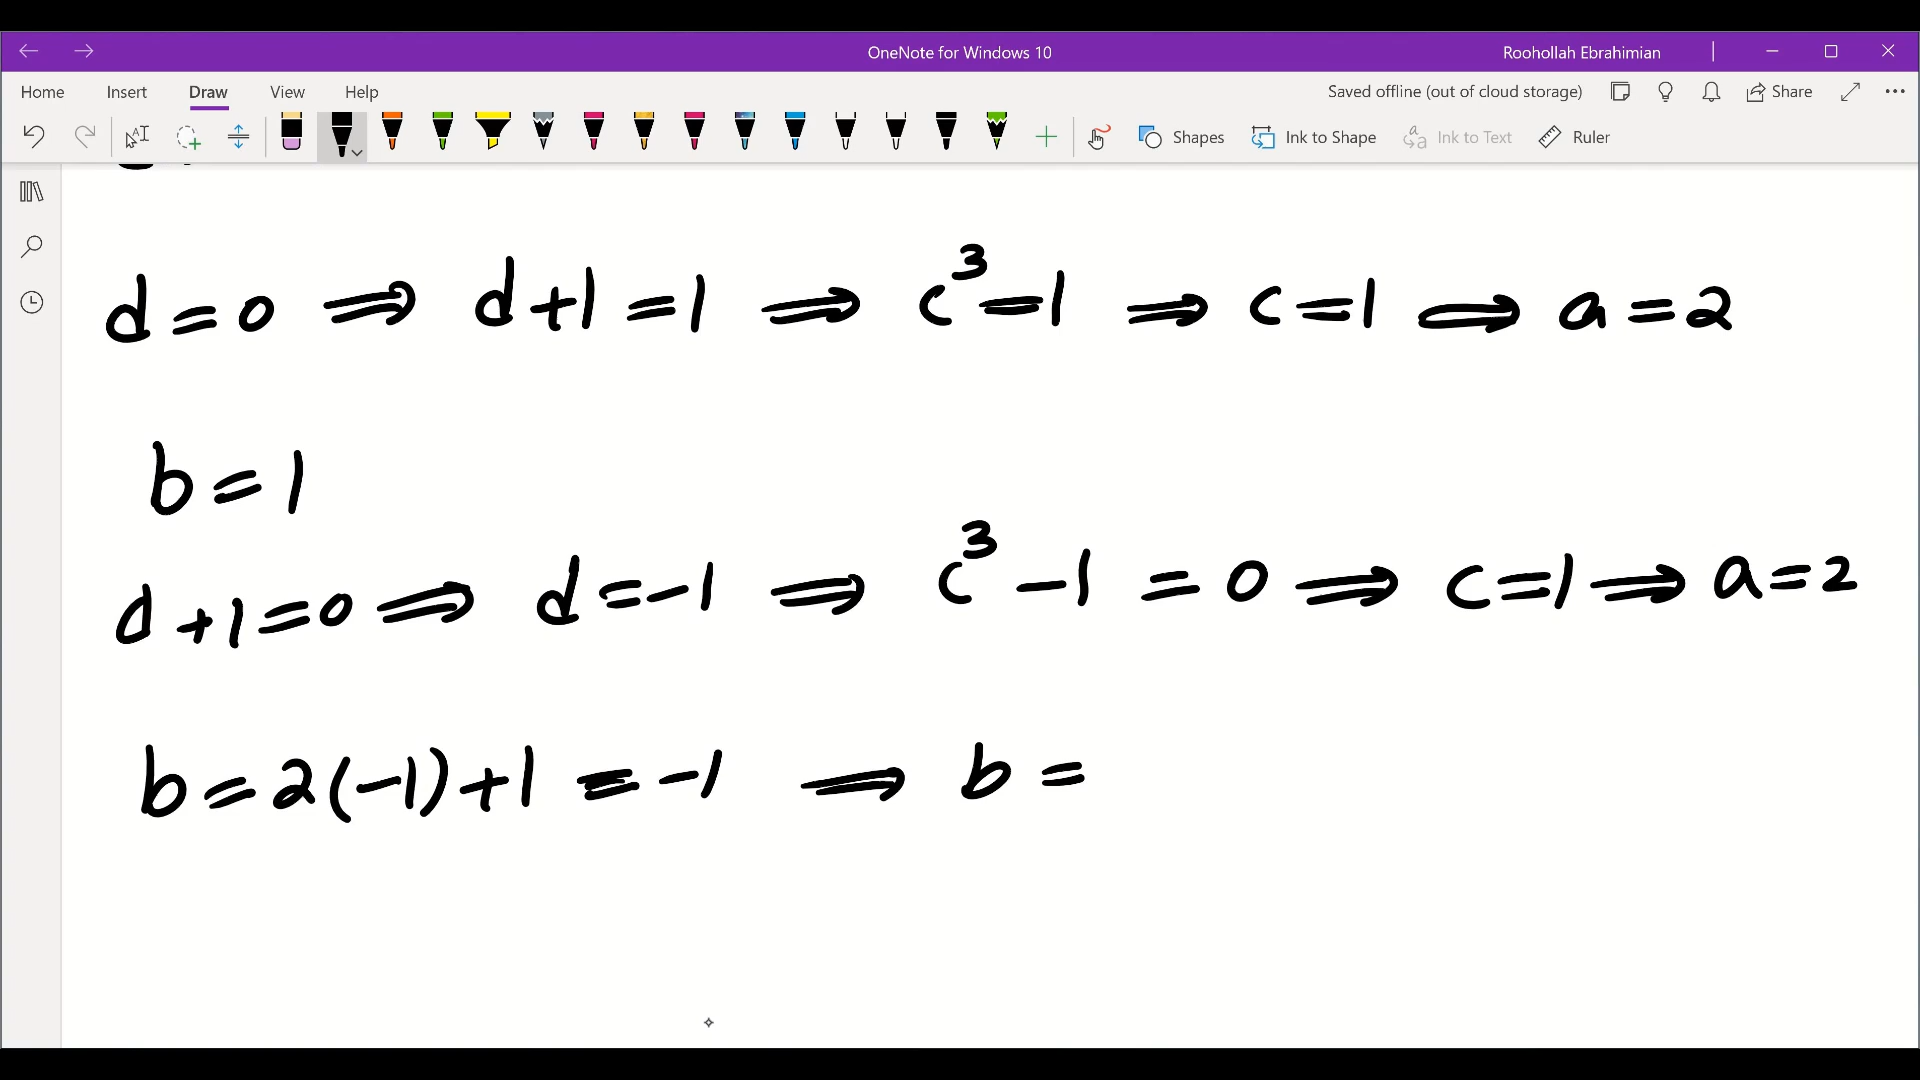 OneNote for Windows 10
Roohollah Ebrahimian
Home Insert Draw View Help
Saved offline (out of cloud storage)
Share
Shapes
Ink to Shape
Ink to Text
Ruler
d = 0 ⟹ d+1 = 1 ⟹ c³ = 1 ⟹ c = 1 ⟹ a = 2
b = 1
d+1 = 0 ⟹ d = -1 ⟹ c³ - 1 = 0 ⟹ c = 1 ⟹ a = 2
b = 2(-1)+1 = -1 ⟹ b =